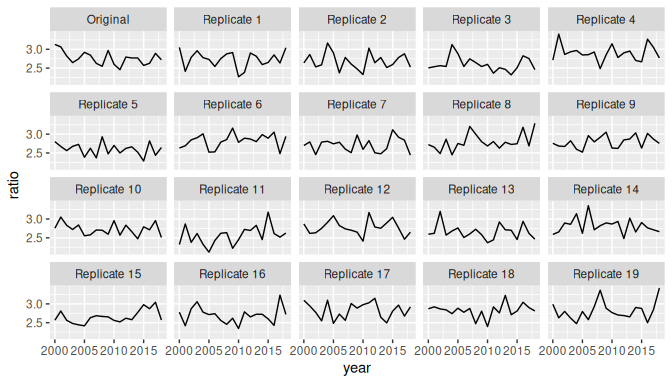 Original Replicate 1 Replicate 2 Replicate 3 Replicate 4
3.0
2.5
Replicate 5 Replicate 6 Replicate 7 Replicate 8 Replicate 9
3.0
2.5
ratio
Replicate 10 Replicate 11 Replicate 12 Replicate 13 Replicate 14
3.0
2.5
Replicate 15 Replicate 16 Replicate 17 Replicate 18 Replicate 19
3.0
2.5
2000 2005 2010 2015 2000 2005 2010 2015 2000 2005 2010 2015 2000 2005 2010 2015 2000 2005 2010 2015
year